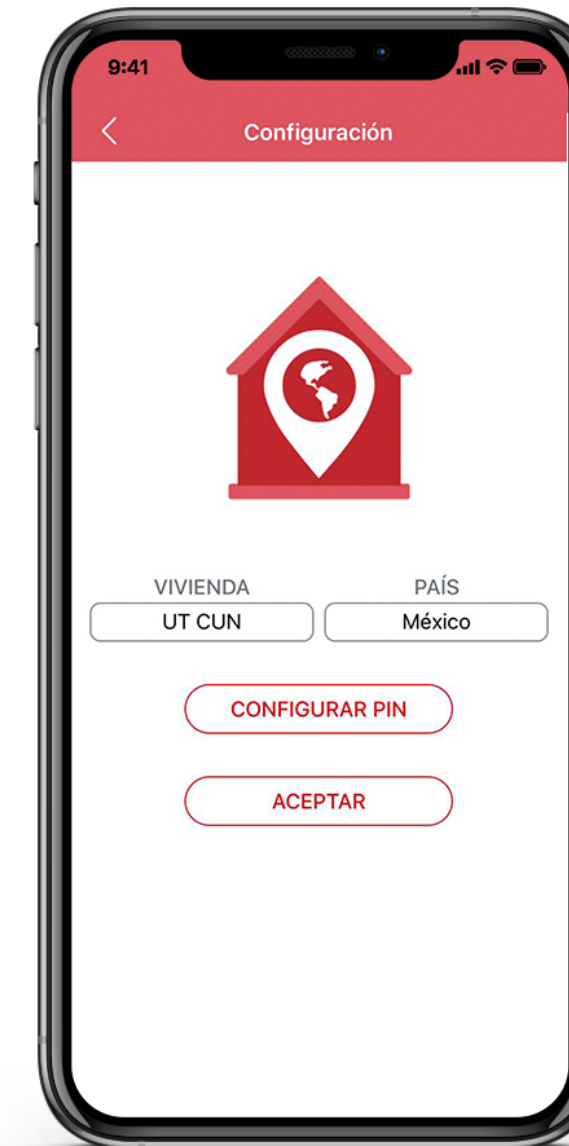 9:41
Configuración
VIVIENDA
PAÍS
UT CUN
México
CONFIGURAR PIN
ACEPTAR